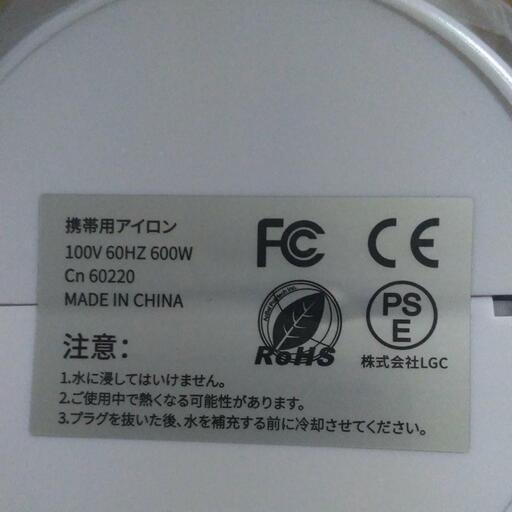 携帯用アイロン
100V 60HZ 600W
Cn 60220
MADE IN CHINA
FC CE
RoHS
PSE
株式会社LGC
注意：
1.水に浸してはいけません。
2.ご使用中で熱くなる可能性があります。
3.プラグを抜いた後、水を補充する前に冷却させてください。